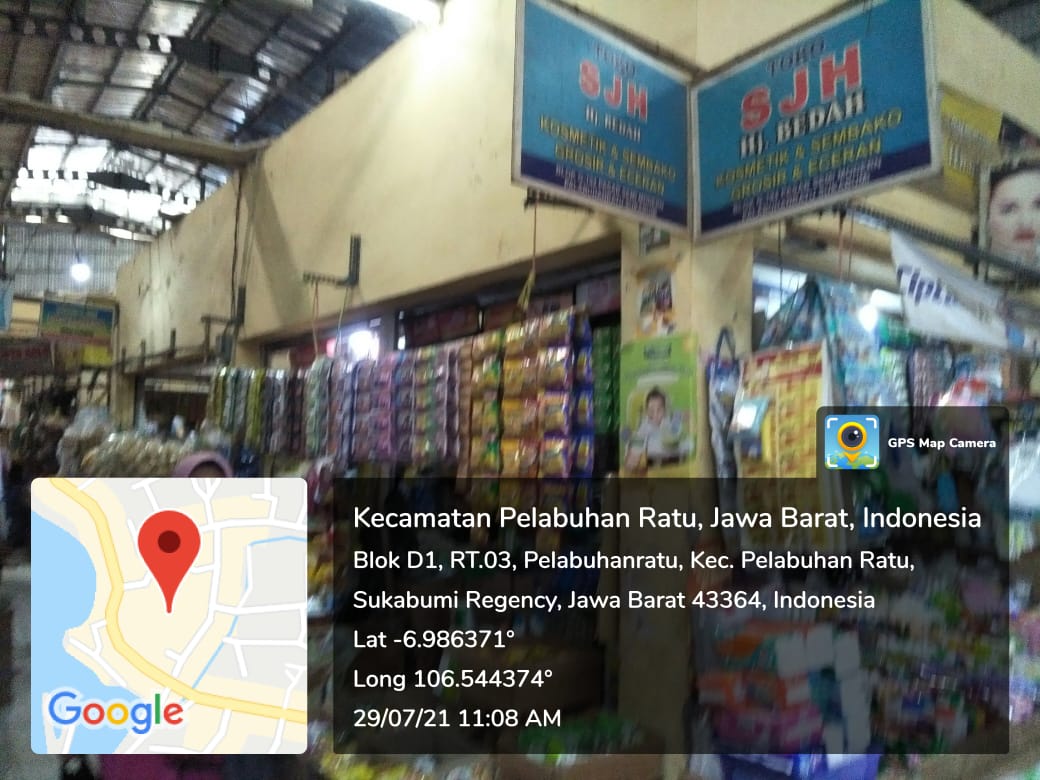 TOKO
SJH
Hj. BEDAH
KOSMETIK & SEMBAKO
GROSIR & ECERAN
TOKO
SJH
Hj. BEDAH
KOSMETIK & SEMBAKO
GROSIR & ECERAN
GPS Map Camera
Kecamatan Pelabuhan Ratu, Jawa Barat, Indonesia
Blok D1, RT.03, Pelabuhanratu, Kec. Pelabuhan Ratu,
Sukabumi Regency, Jawa Barat 43364, Indonesia
Lat -6.986371°
Long 106.544374°
29/07/21 11:08 AM
Google